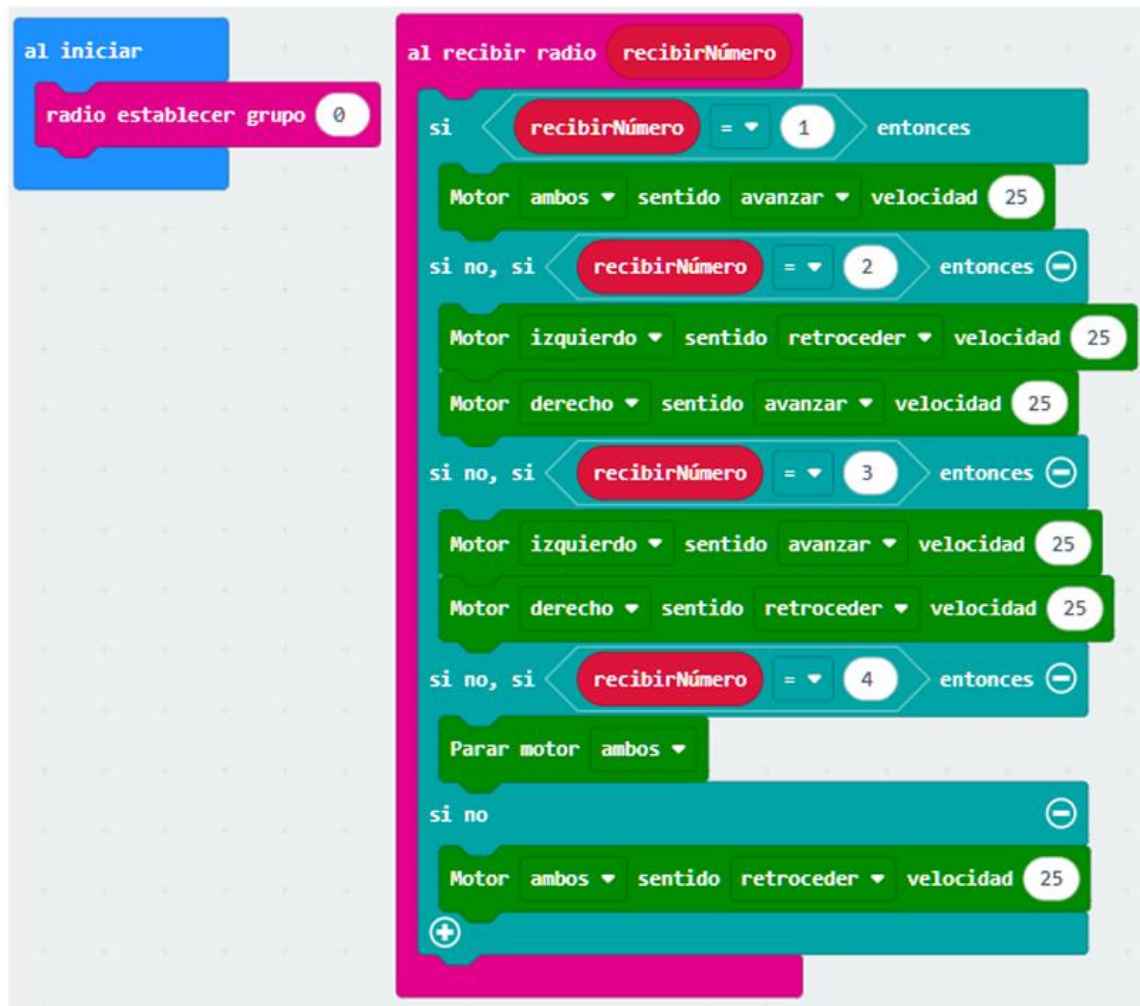 al iniciar
radio establecer grupo 0
al recibir radio recibirNúmero
si recibirNúmero = 1 entonces
Motor ambos sentido avanzar velocidad 25
si no, si recibirNúmero = 2 entonces
Motor izquierdo sentido retroceder velocidad 25
Motor derecho sentido avanzar velocidad 25
si no, si recibirNúmero = 3 entonces
Motor izquierdo sentido avanzar velocidad 25
Motor derecho sentido retroceder velocidad 25
si no, si recibirNúmero = 4 entonces
Parar motor ambos
si no
Motor ambos sentido retroceder velocidad 25